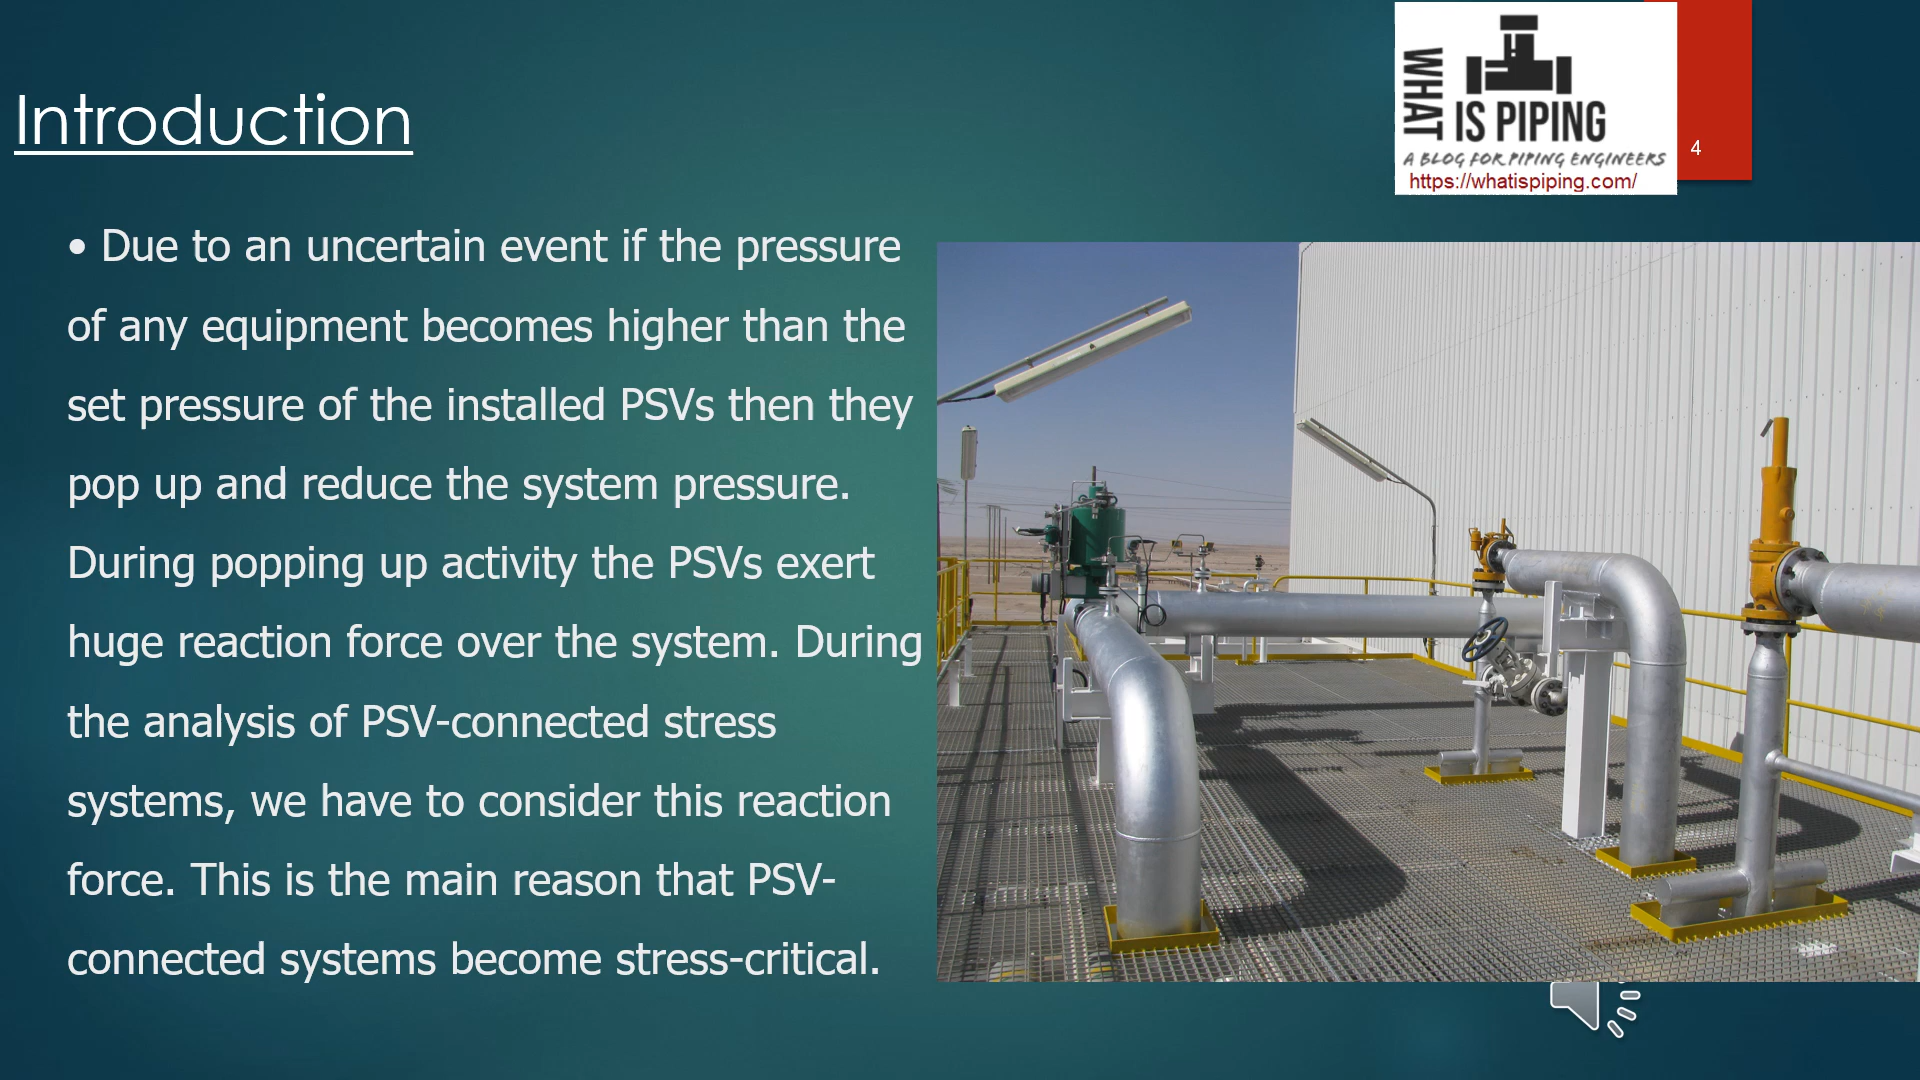 Introduction
WHAT
IS PIPING
A BLOG FOR PIPING ENGINEERS
https://whatispiping.com/
4
• Due to an uncertain event if the pressure
of any equipment becomes higher than the
set pressure of the installed PSVs then they
pop up and reduce the system pressure.
During popping up activity the PSVs exert
huge reaction force over the system. During
the analysis of PSV-connected stress
systems, we have to consider this reaction
force. This is the main reason that PSV-
connected systems become stress-critical.